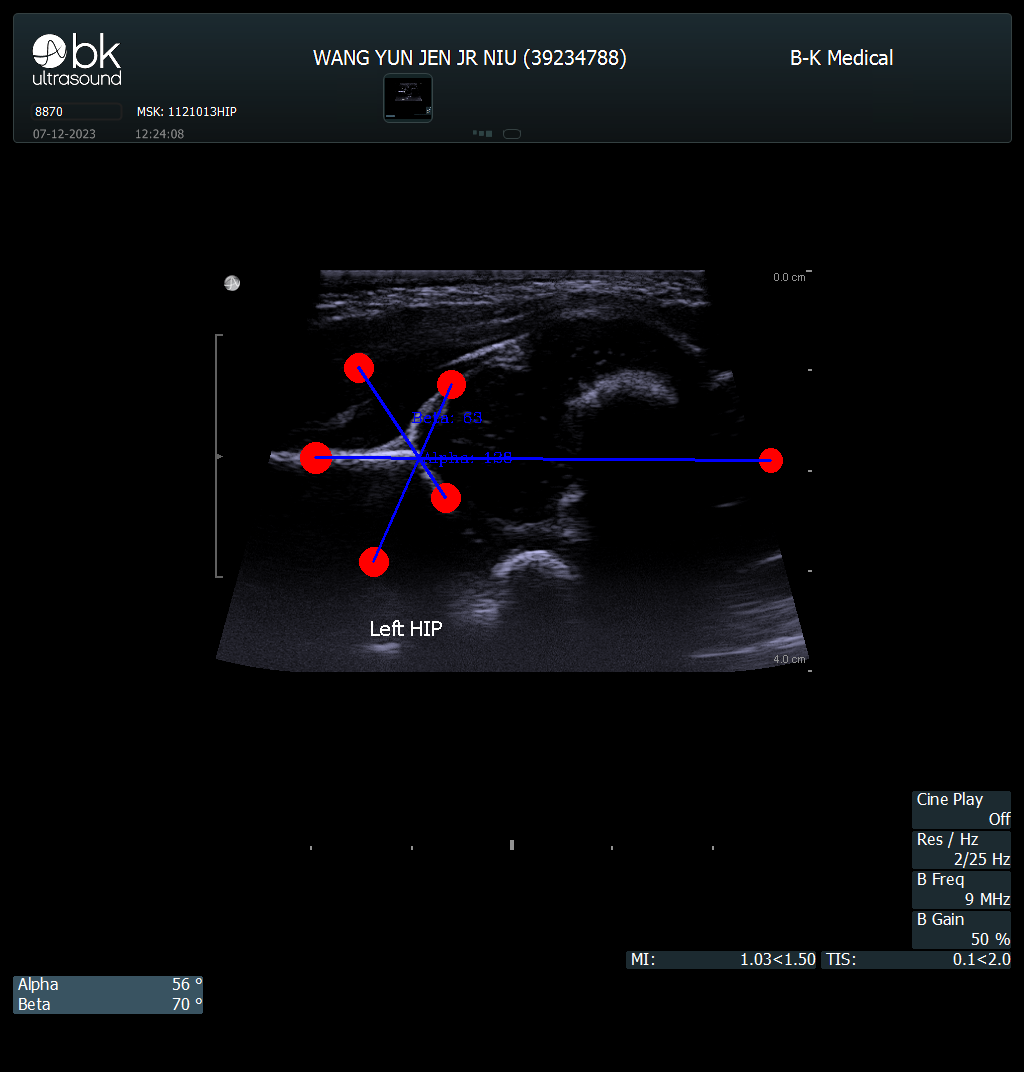 bk
ultrasound
WANG YUN JEN JR NIU (39234788)
B-K Medical
8870
MSK: 1121013HIP
07-12-2023
12:24:08
0.0 cm
Beta: 63
Alpha: 128
Left HIP
4.0 cm
Cine Play
Off
Res / Hz
2/25 Hz
B Freq
9 MHz
B Gain
50 %
MI: 1.03<1.50
TIS: 0.1<2.0
Alpha 56 º
Beta 70 º